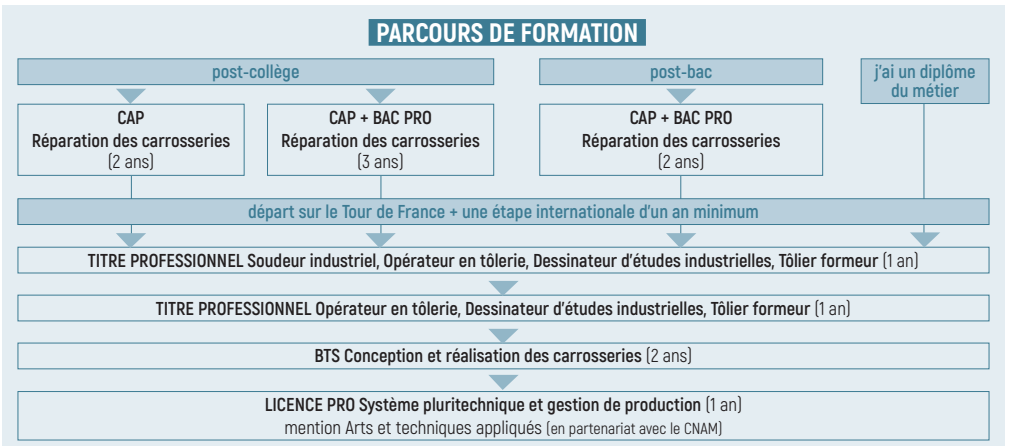 PARCOURS DE FORMATION
post-collège
post-bac
j'ai un diplôme
du métier
CAP
Réparation des carrosseries
(2 ans)
CAP + BAC PRO
Réparation des carrosseries
(3 ans)
CAP + BAC PRO
Réparation des carrosseries
(2 ans)
départ sur le Tour de France + une étape internationale d'un an minimum
TITRE PROFESSIONNEL Soudeur industriel, Opérateur en tôlerie, Dessinateur d'études industrielles, Tôlier formeur (1 an)
TITRE PROFESSIONNEL Opérateur en tôlerie, Dessinateur d'études industrielles, Tôlier formeur (1 an)
BTS Conception et réalisation des carrosseries (2 ans)
LICENCE PRO Système pluritechnique et gestion de production (1 an)
mention Arts et techniques appliqués (en partenariat avec le CNAM)